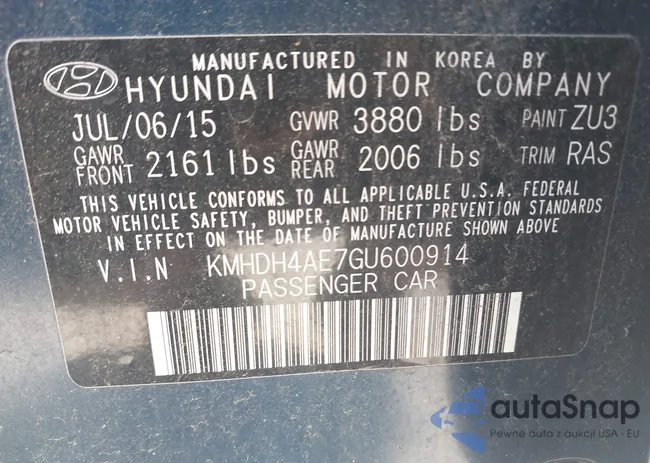 MANUFACTURED IN KOREA BY
HYUNDAI MOTOR COMPANY
JUL/06/15 GVWR 3880 lbs PAINT ZU3
GAWR FRONT 2161 lbs GAWR REAR 2006 lbs TRIM RAS
THIS VEHICLE CONFORMS TO ALL APPLICABLE U.S.A. FEDERAL
MOTOR VEHICLE SAFETY, BUMPER, AND THEFT PREVENTION STANDARDS
IN EFFECT ON THE DATE OF MANUFACTURE SHOWN ABOVE
V.I.N KMHDH4AE7GU600914
PASSENGER CAR
autaSnap
Pewne auta z aukcji USA i EU